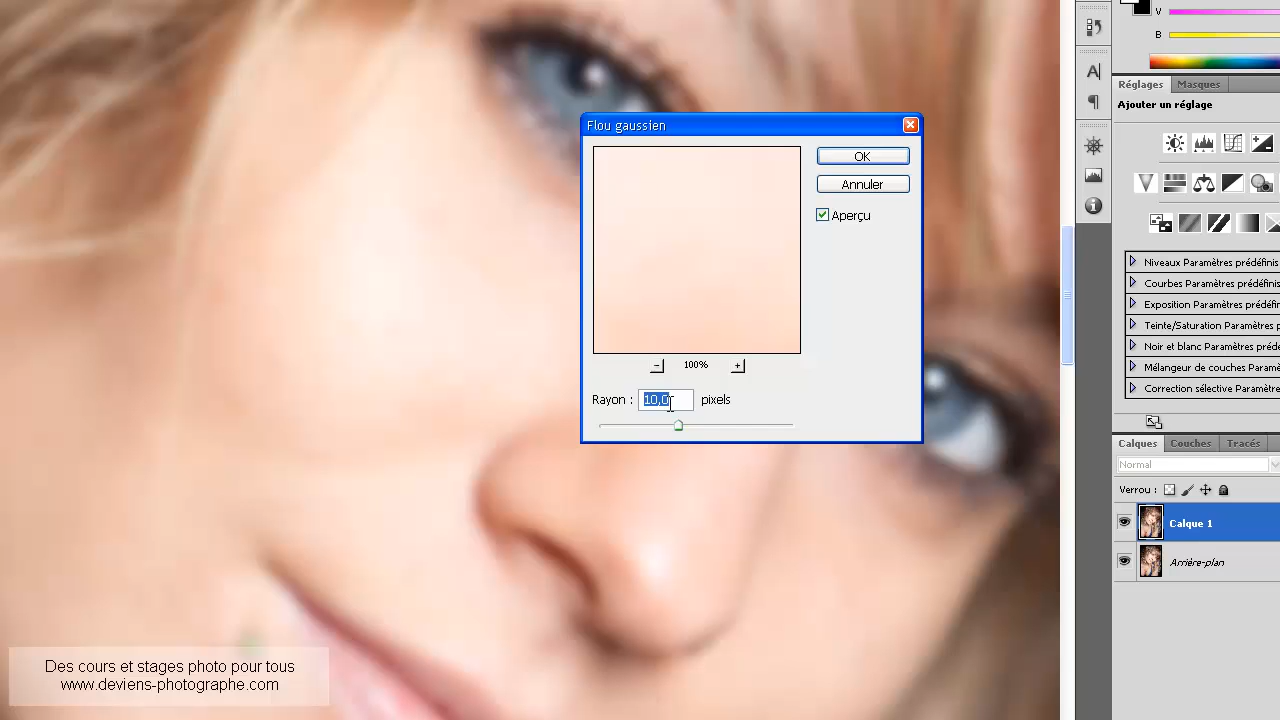 V
B
Réglages Masques
Ajouter un réglage
Flou gaussien
OK
Annuler
Aperçu
100%
Rayon : 10,0 pixels
Niveaux Paramètres prédéfinis
Courbes Paramètres prédéfinis
Exposition Paramètres prédéfini
Teinte/Saturation Paramètres p
Noir et blanc Paramètres préde
Mélangeur de couches Paramètr
Correction sélective Paramètre
Calques Couches Tracés
Normal
Verrou :
Calque 1
Arrière-plan
Des cours et stages photo pour tous
www.deviens-photographe.com